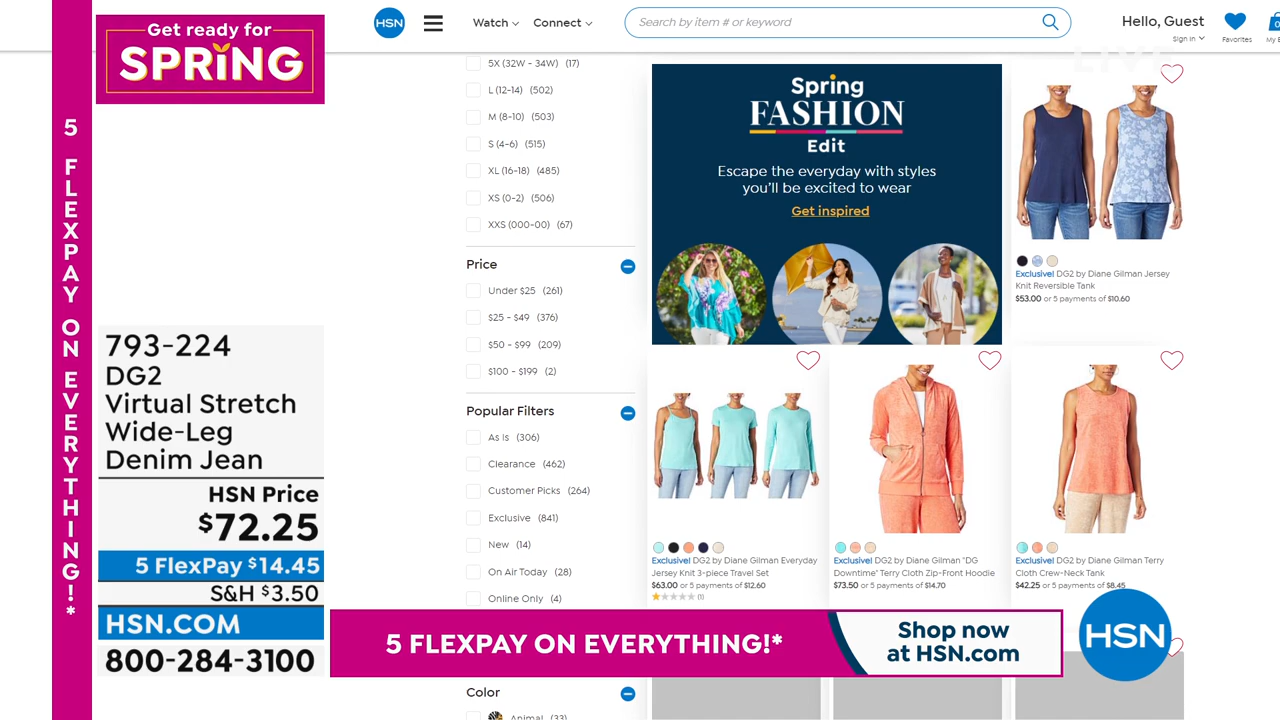 Get ready for
SPRING
5 FLEXPAY ON EVERYTHING!*
793-224
DG2
Virtual Stretch
Wide-Leg
Denim Jean
HSN Price
$72.25
5 FlexPay $14.45
S&H $3.50
HSN.COM
800-284-3100
HSN
Watch
Connect
Search by item # or keyword
Hello, Guest
Sign In
Favorites
0
LIVE
5X (32W - 34W) (17)
L (12-14) (502)
M (8-10) (503)
S (4-6) (515)
XL (16-18) (485)
XS (0-2) (506)
XXS (000-00) (67)
Price
Under $25 (261)
$25 - $49 (376)
$50 - $99 (209)
$100 - $199 (2)
Popular Filters
As Is (306)
Clearance (462)
Customer Picks (264)
Exclusive (841)
New (14)
On Air Today (28)
Online Only (4)
Color
Animal (33)
Spring
FASHION
Edit
Escape the everyday with styles
you'll be excited to wear
Get inspired
Exclusive! DG2 by Diane Gilman Jersey
Knit Reversible Tank
$53.00 or 5 payments of $10.60
Exclusive! DG2 by Diane Gilman Everyday
Jersey Knit 3-piece Travel Set
$63.00 or 5 payments of $12.60
(1)
Exclusive! DG2 by Diane Gilman "DG
Downtime" Terry Cloth Zip-Front Hoodie
$73.50 or 5 payments of $14.70
Exclusive! DG2 by Diane Gilman Terry
Cloth Crew-Neck Tank
$42.25 or 5 payments of $8.45
5 FLEXPAY ON EVERYTHING!*
Shop now
at HSN.com
HSN